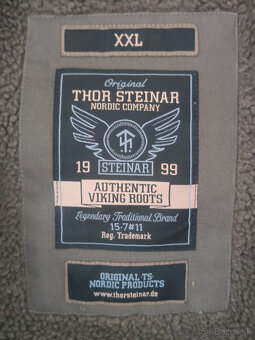 XXL
Original
THOR STEINAR
NORDIC COMPANY
19 99
STEINAR
AUTHENTIC
VIKING ROOTS
Legendary Traditional Brand
15-7#11
Reg. Trademark
ORIGINAL-TS-
NORDIC PRODUCTS
www.thorsteinar.de